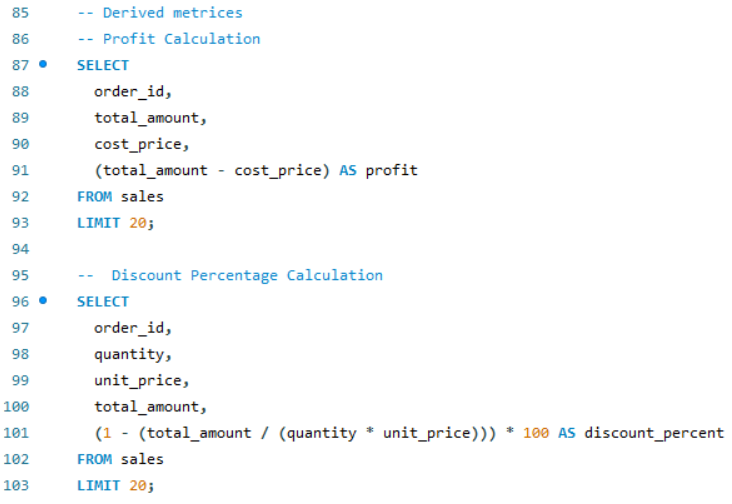 85 -- Derived metrices
86 -- Profit Calculation
87 SELECT
88 order_id,
89 total_amount,
90 cost_price,
91 (total_amount - cost_price) AS profit
92 FROM sales
93 LIMIT 20;
94
95 --  Discount Percentage Calculation
96 SELECT
97 order_id,
98 quantity,
99 unit_price,
100 total_amount,
101 (1 - (total_amount / (quantity * unit_price))) * 100 AS discount_percent
102 FROM sales
103 LIMIT 20;